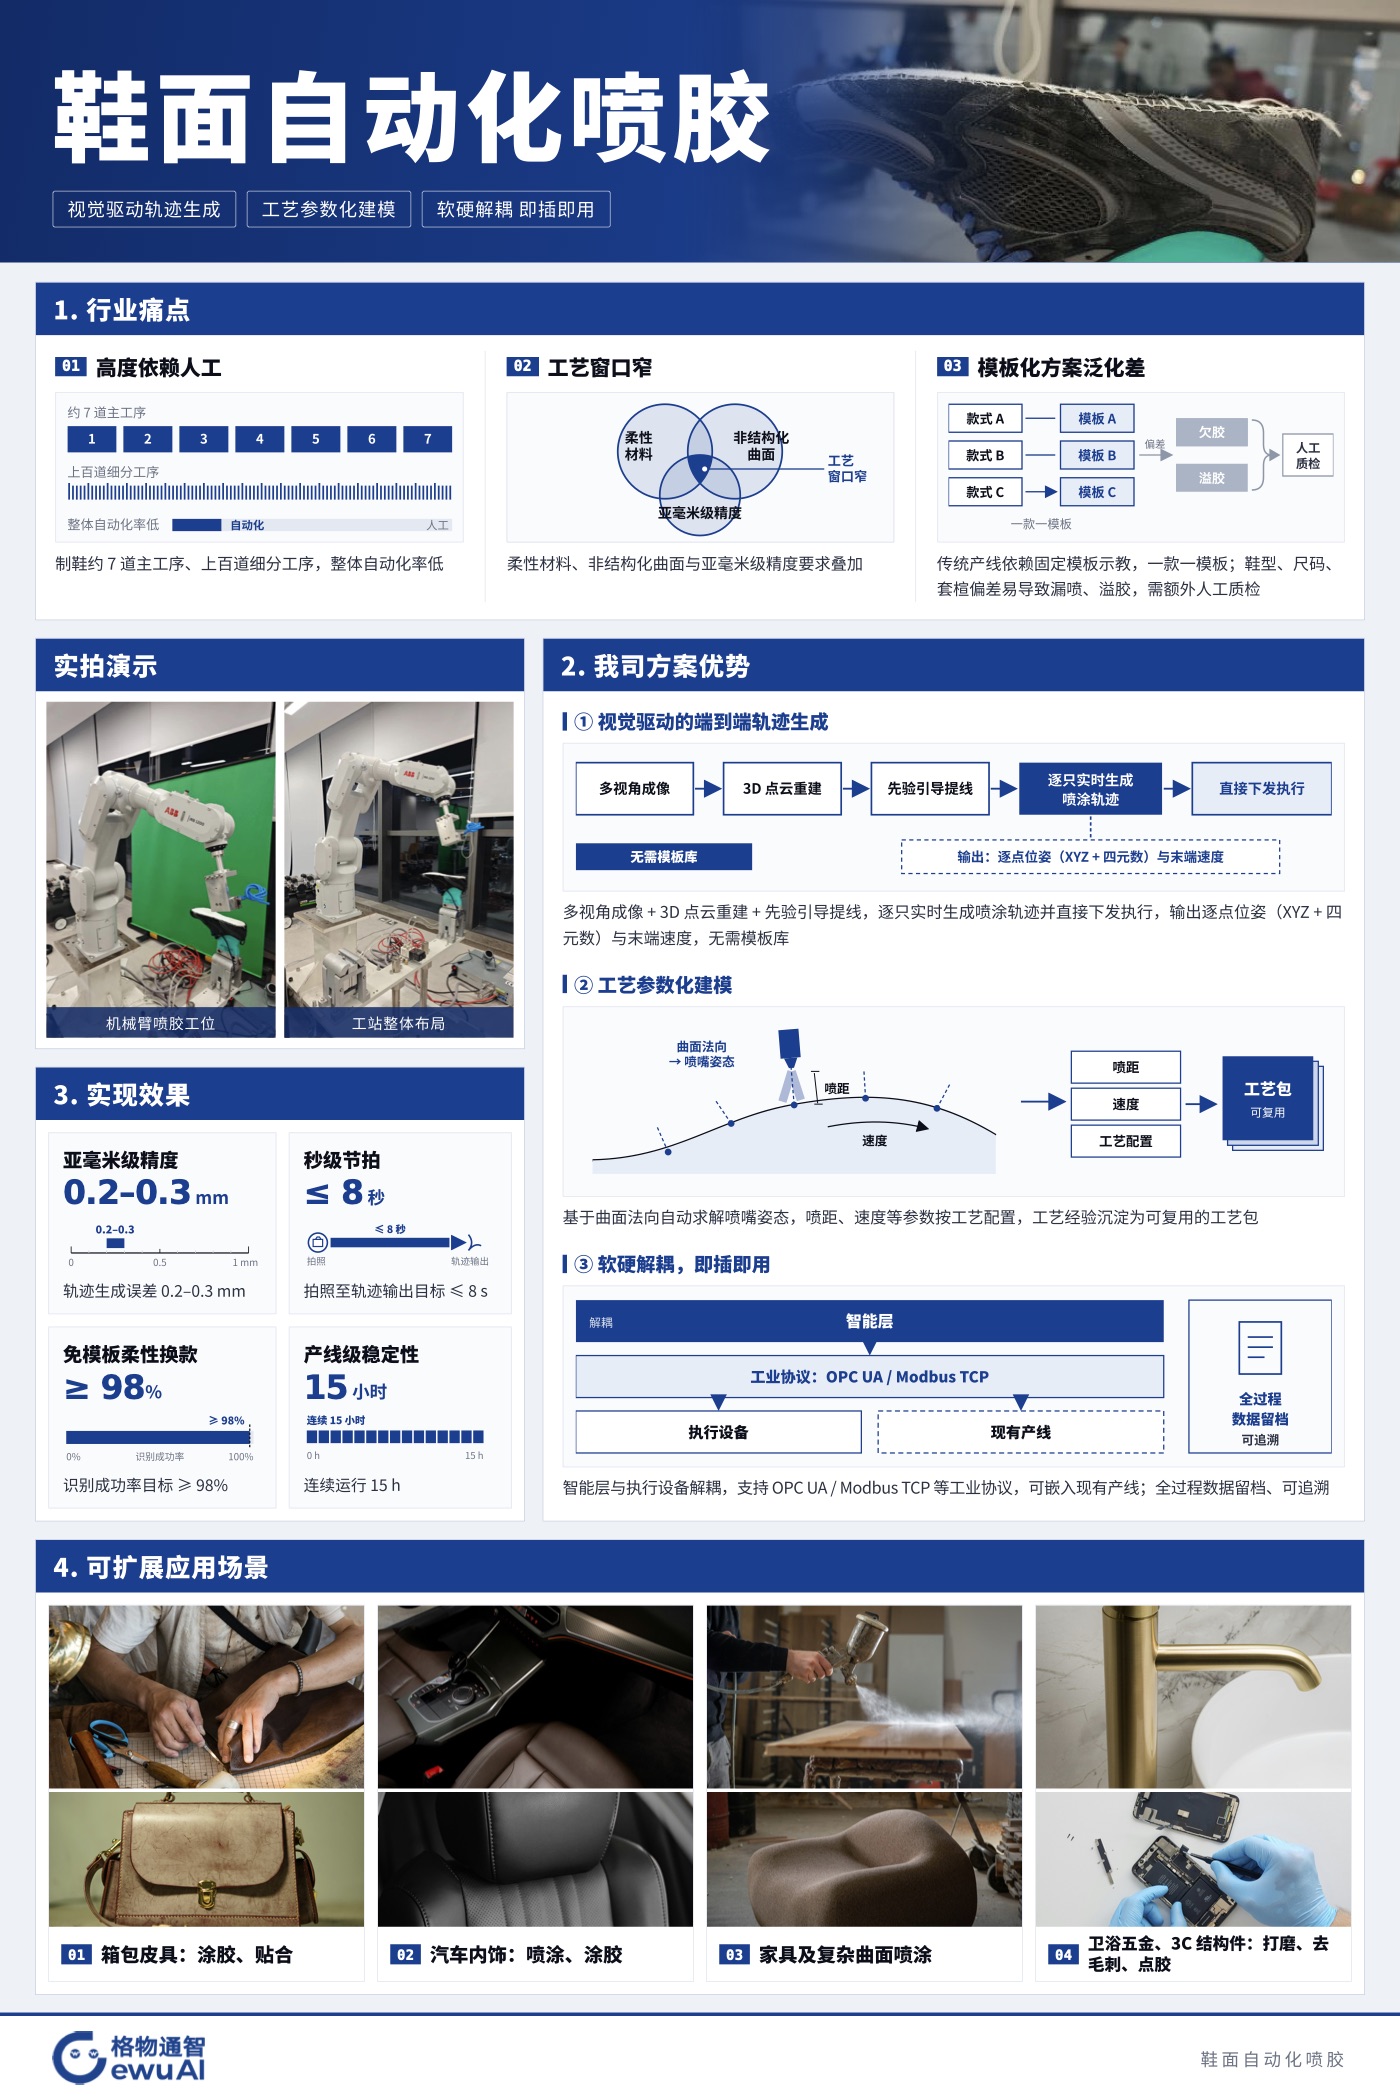 鞋面自动化喷胶
视觉驱动轨迹生成
工艺参数化建模
软硬解耦 即插即用
1. 行业痛点
01 高度依赖人工
约 7 道主工序
1 2 3 4 5 6 7
上百道细分工序
整体自动化率低 自动化 人工
制鞋约 7 道主工序、上百道细分工序，整体自动化率低
02 工艺窗口窄
柔性
材料
非结构化
曲面
工艺
窗口窄
亚毫米级精度
柔性材料、非结构化曲面与亚毫米级精度要求叠加
03 模板化方案泛化差
款式 A 模板 A
款式 B 模板 B
款式 C 模板 C
一款一模板
偏差
欠胶
溢胶
人工
质检
传统产线依赖固定模板示教，一款一模板；鞋型、尺码、
套楦偏差易导致漏喷、溢胶，需额外人工质检
实拍演示
ABB
ABB
机械臂喷胶工位
工站整体布局
2. 我司方案优势
① 视觉驱动的端到端轨迹生成
多视角成像
3D 点云重建
先验引导提线
逐只实时生成
喷涂轨迹
直接下发执行
无需模板库
输出：逐点位姿（XYZ + 四元数）与末端速度
多视角成像 + 3D 点云重建 + 先验引导提线，逐只实时生成喷涂轨迹并直接下发执行，输出逐点位姿（XYZ + 四
元数）与末端速度，无需模板库
② 工艺参数化建模
曲面法向
→ 喷嘴姿态
喷距
速度
喷距
速度
工艺配置
工艺包
可复用
基于曲面法向自动求解喷嘴姿态，喷距、速度等参数按工艺配置，工艺经验沉淀为可复用的工艺包
③ 软硬解耦，即插即用
解耦 智能层
工业协议：OPC UA / Modbus TCP
执行设备
现有产线
全过程
数据留档
可追溯
智能层与执行设备解耦，支持 OPC UA / Modbus TCP 等工业协议，可嵌入现有产线；全过程数据留档、可追溯
3. 实现效果
亚毫米级精度
0.2–0.3 mm
0.2–0.3
0 0.5 1 mm
轨迹生成误差 0.2–0.3 mm
秒级节拍
≤ 8 秒
≤ 8 秒
拍照 轨迹输出
拍照至轨迹输出目标 ≤ 8 s
免模板柔性换款
≥ 98%
≥ 98%
0% 识别成功率 100%
识别成功率目标 ≥ 98%
产线级稳定性
15 小时
连续 15 小时
0 h 15 h
连续运行 15 h
4. 可扩展应用场景
01 箱包皮具：涂胶、贴合
02 汽车内饰：喷涂、涂胶
03 家具及复杂曲面喷涂
04 卫浴五金、3C 结构件：打磨、去
毛刺、点胶
格物通智
ewuAI
鞋面自动化喷胶